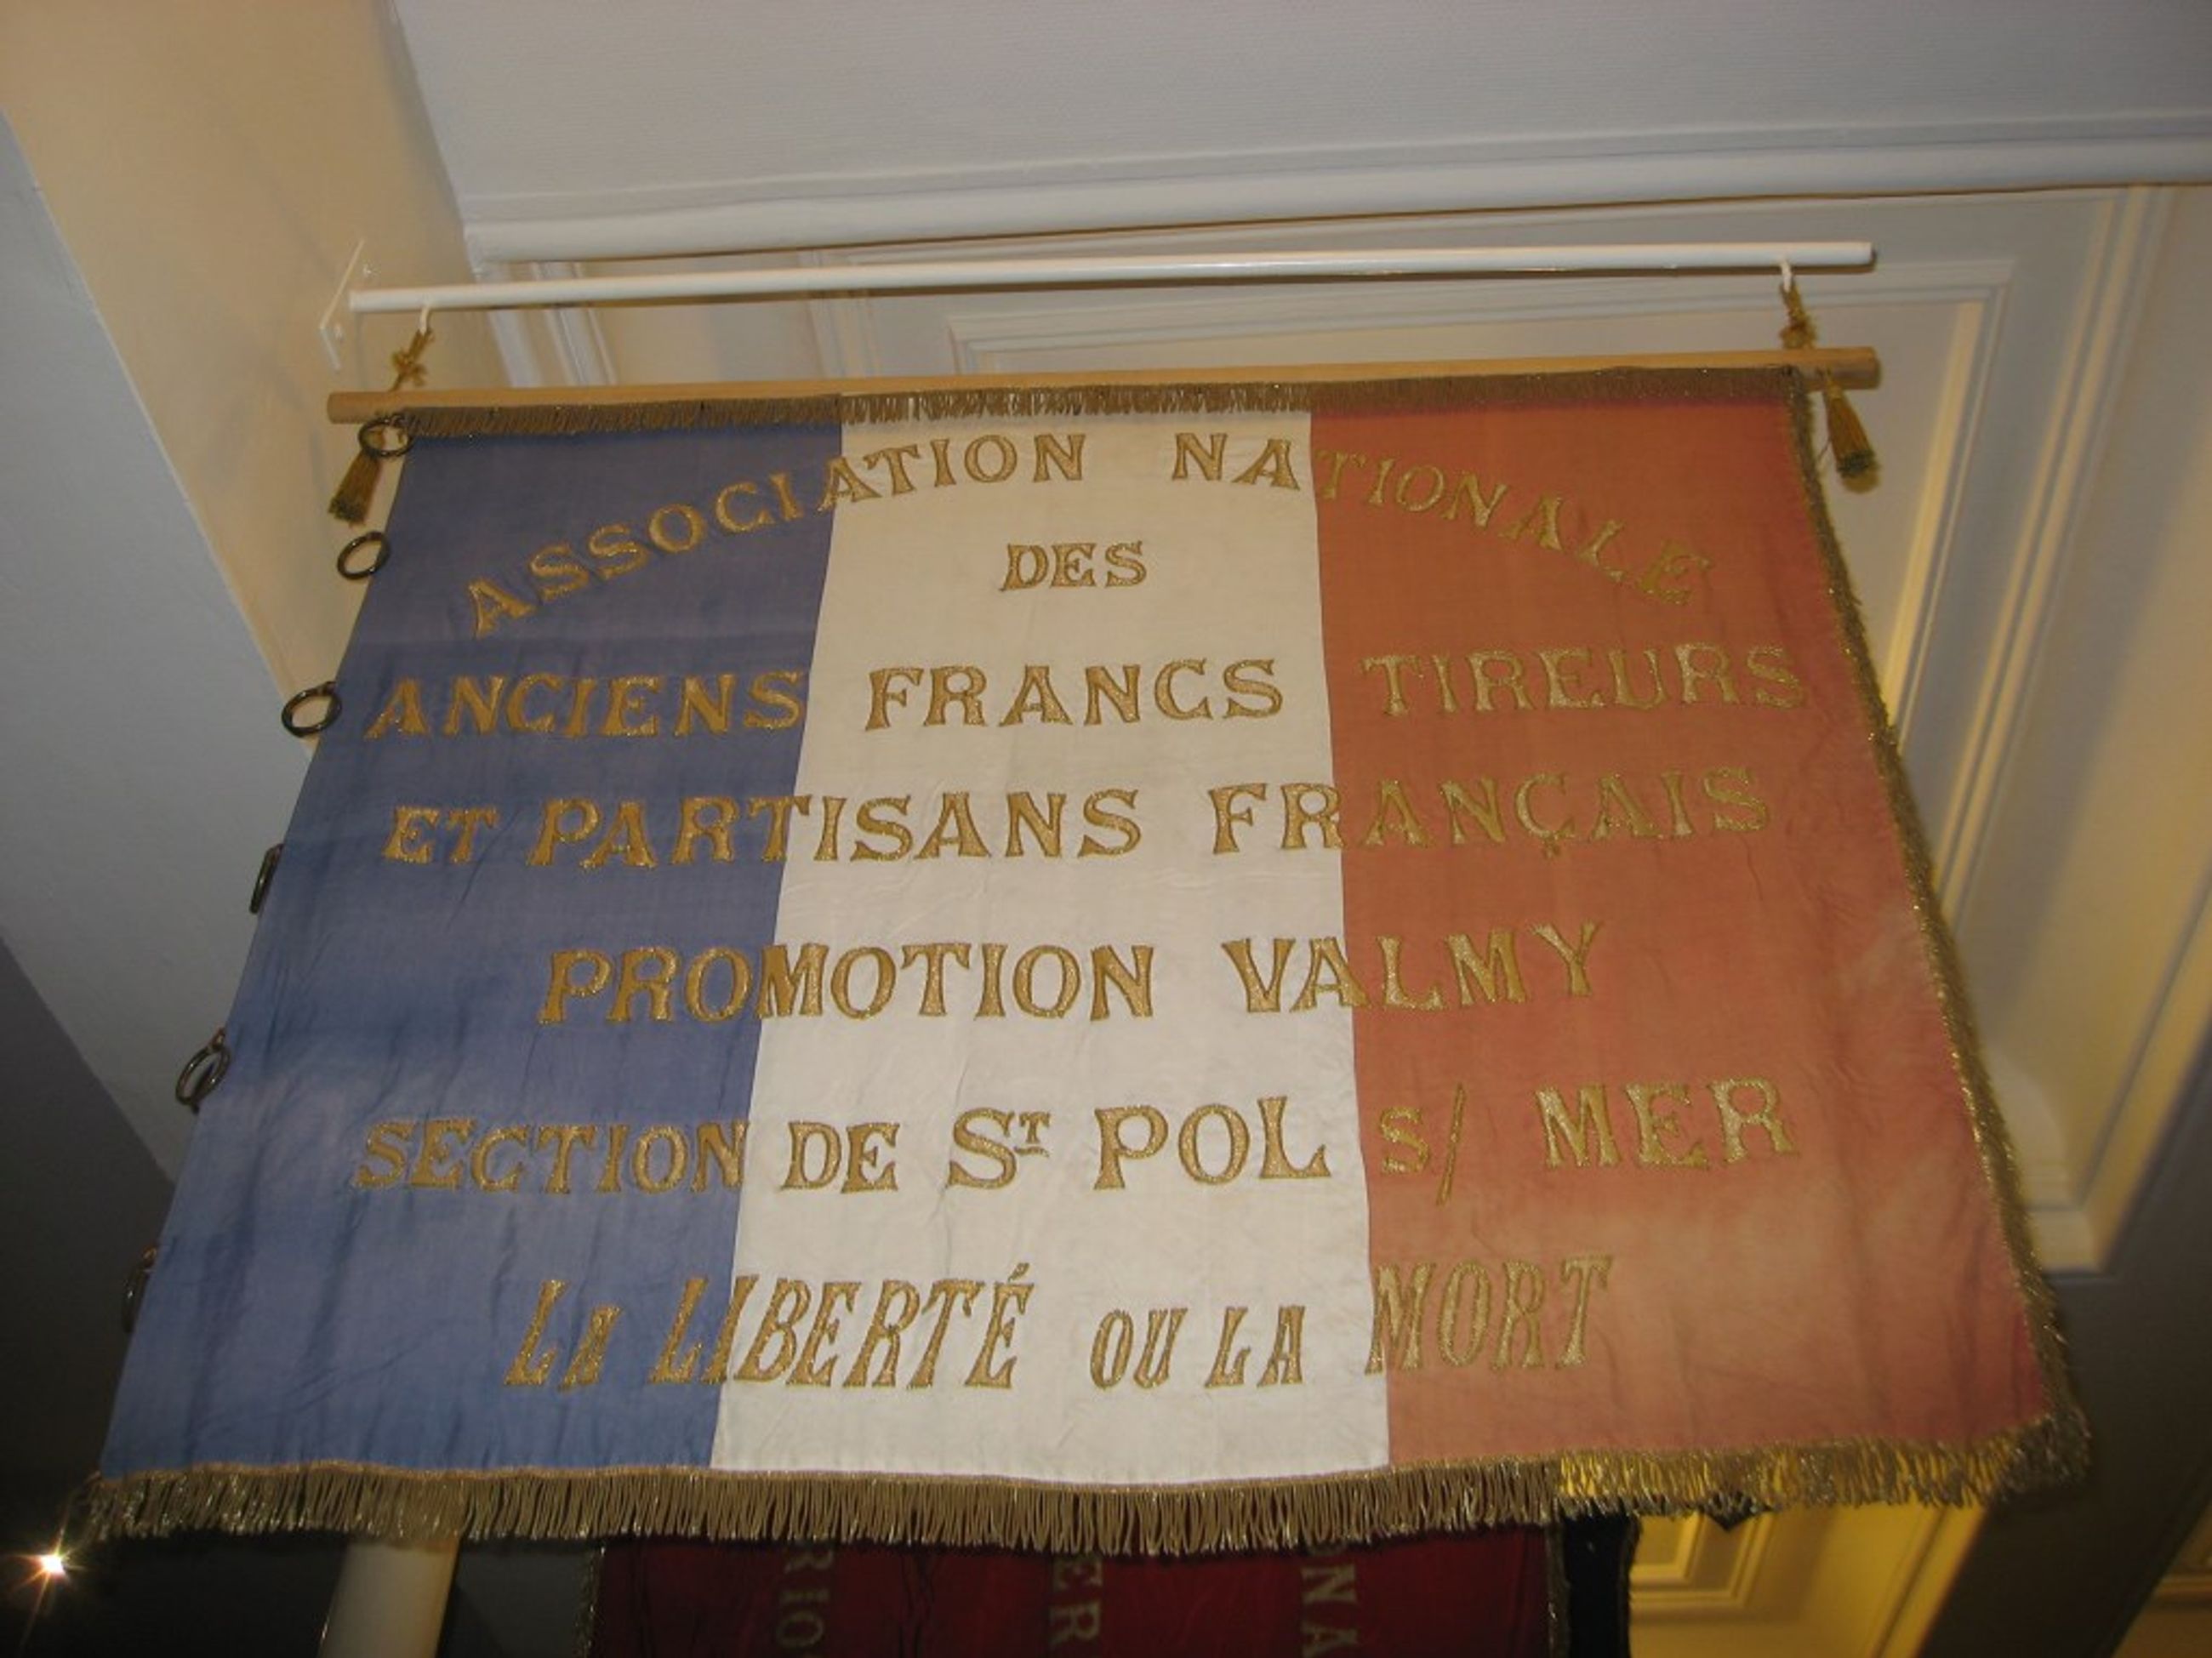 ASSOCIATION NATIONALE
DES
ANCIENS FRANCS TIREURS
ET PARTISANS FRANÇAIS
PROMOTION VALMY
SECTION DE ST POL S/ MER
LA LIBERTÉ OU LA MORT